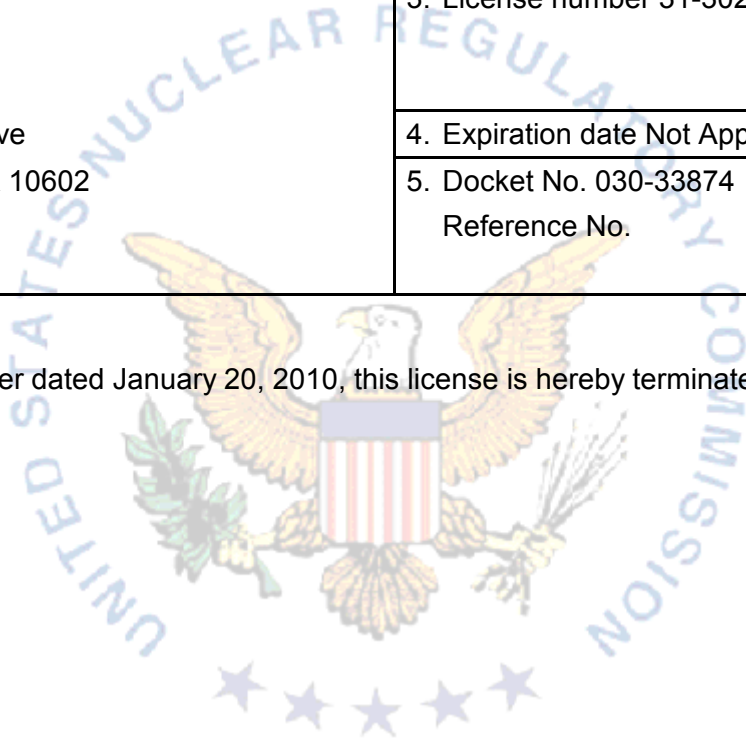 3. License number 31-302
ve
4. Expiration date Not App
10602
5. Docket No. 030-33874
Reference No.
er dated January 20, 2010, this license is hereby terminate
UNITED STATES NUCLEAR REGULATORY COMMISSION